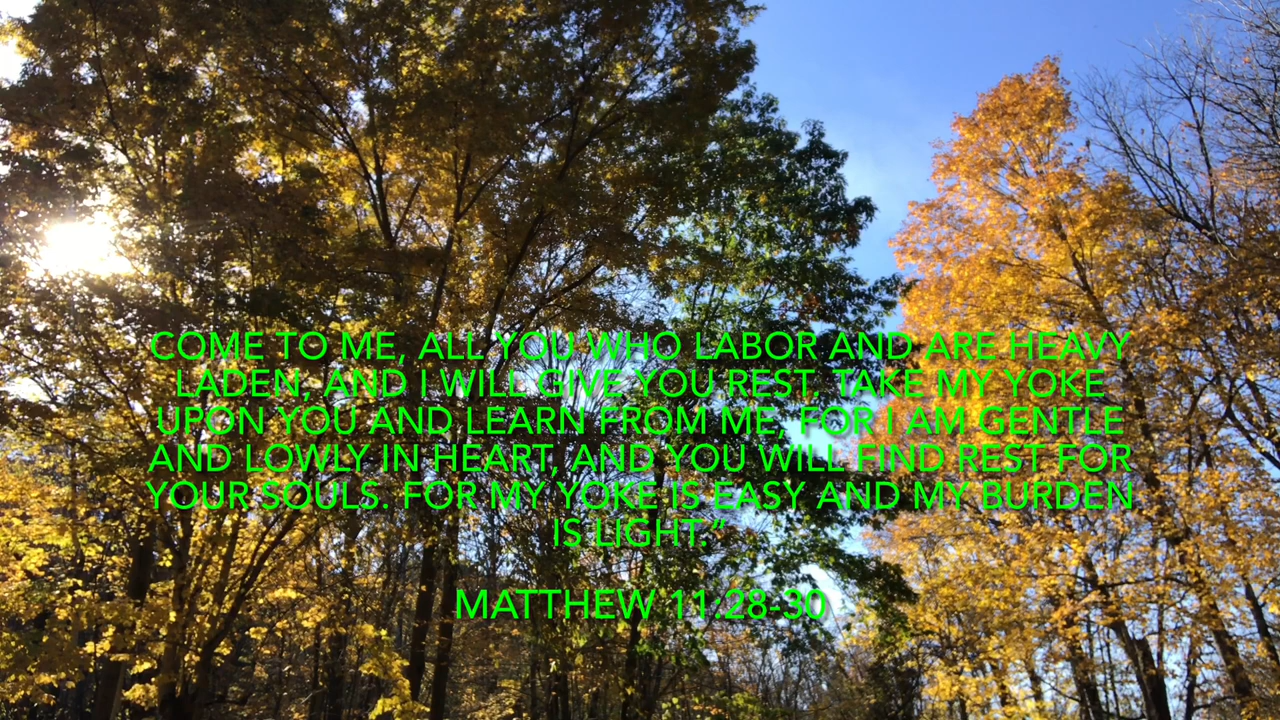 COME TO ME, ALL YOU WHO LABOR AND ARE HEAVY
LADEN, AND I WILL GIVE YOU REST. TAKE MY YOKE
UPON YOU AND LEARN FROM ME, FOR I AM GENTLE
AND LOWLY IN HEART, AND YOU WILL FIND REST FOR
YOUR SOULS. FOR MY YOKE IS EASY AND MY BURDEN
IS LIGHT.”
MATTHEW 11:28-30